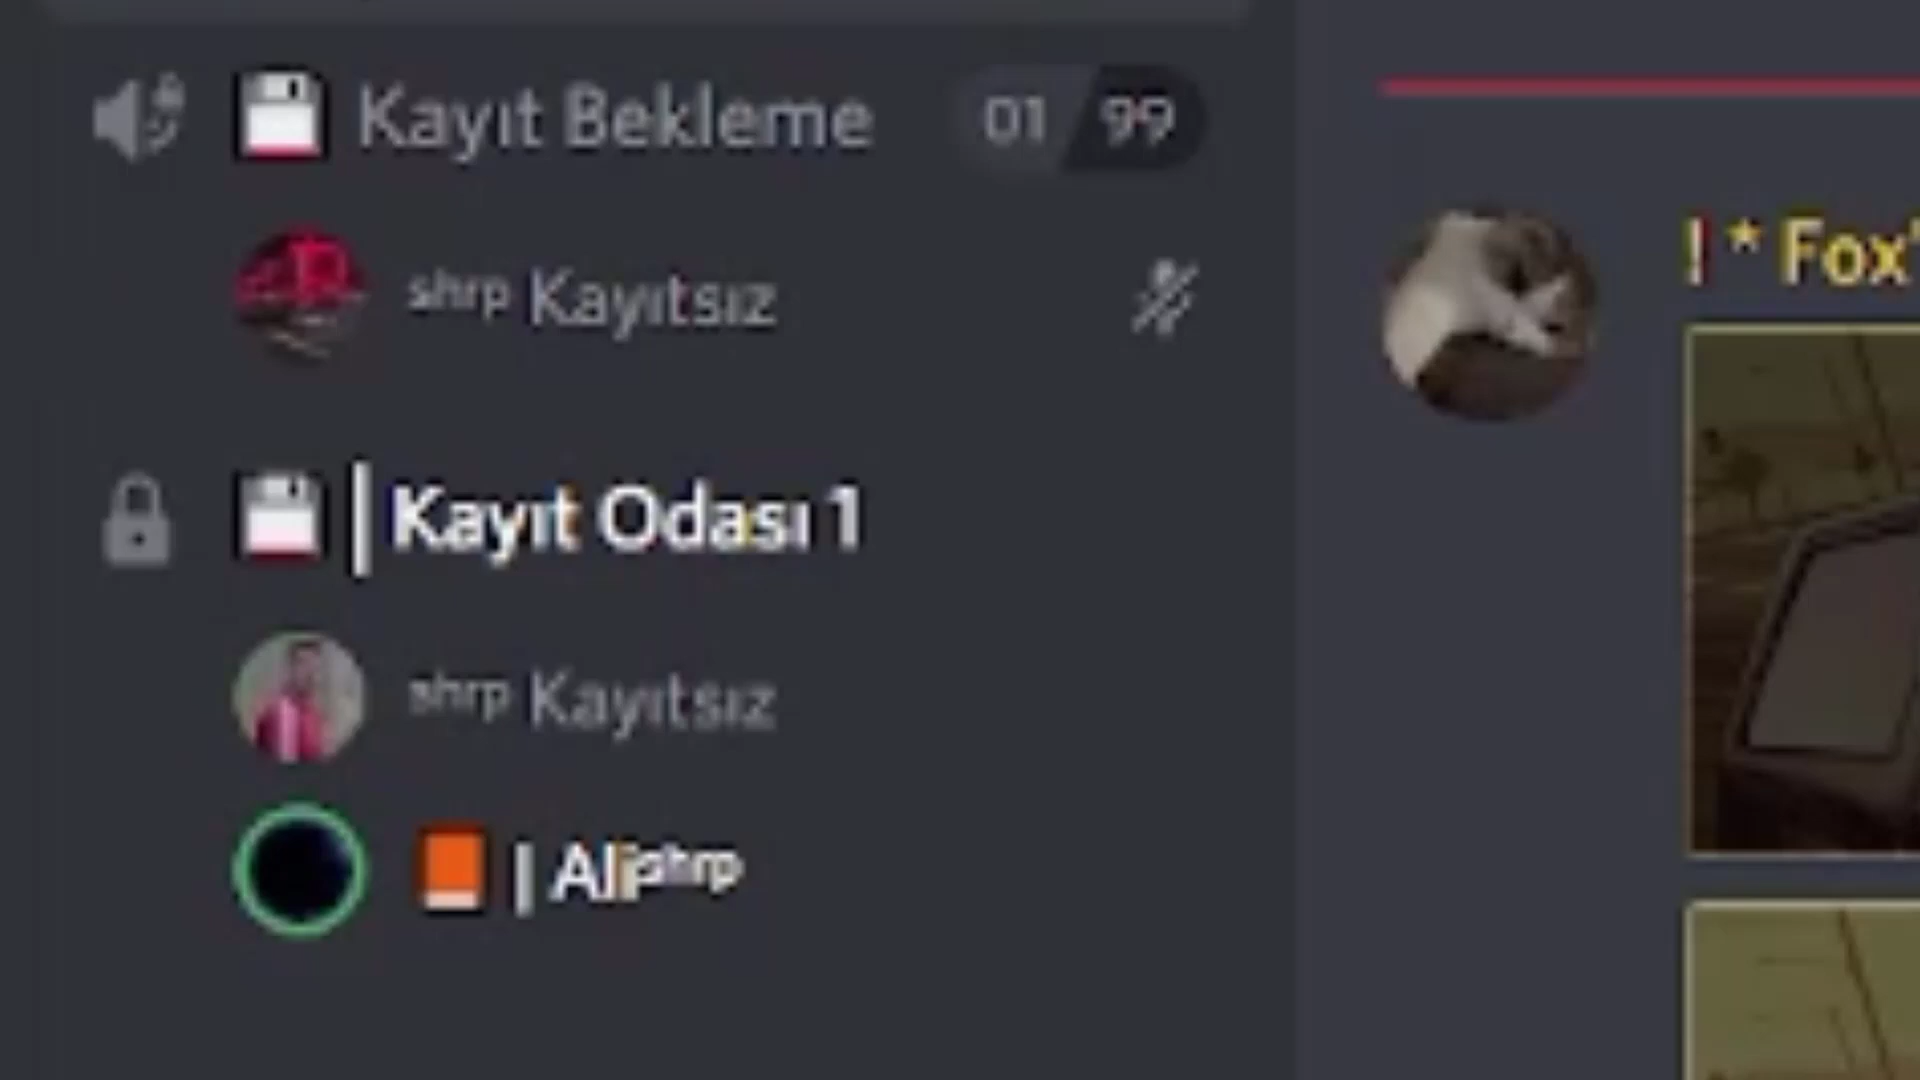 Kayıt Bekleme 01 99
shrp Kayıtsız
| Kayıt Odası 1
shrp Kayıtsız
| Ali shrp
! * Fox'